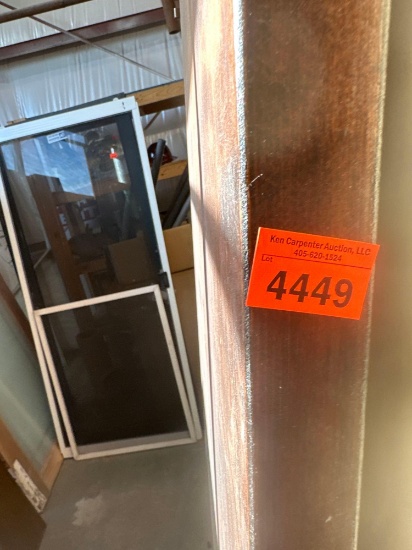 Ken Carpenter Auction, LLC
405-620-1524
Lot
4449